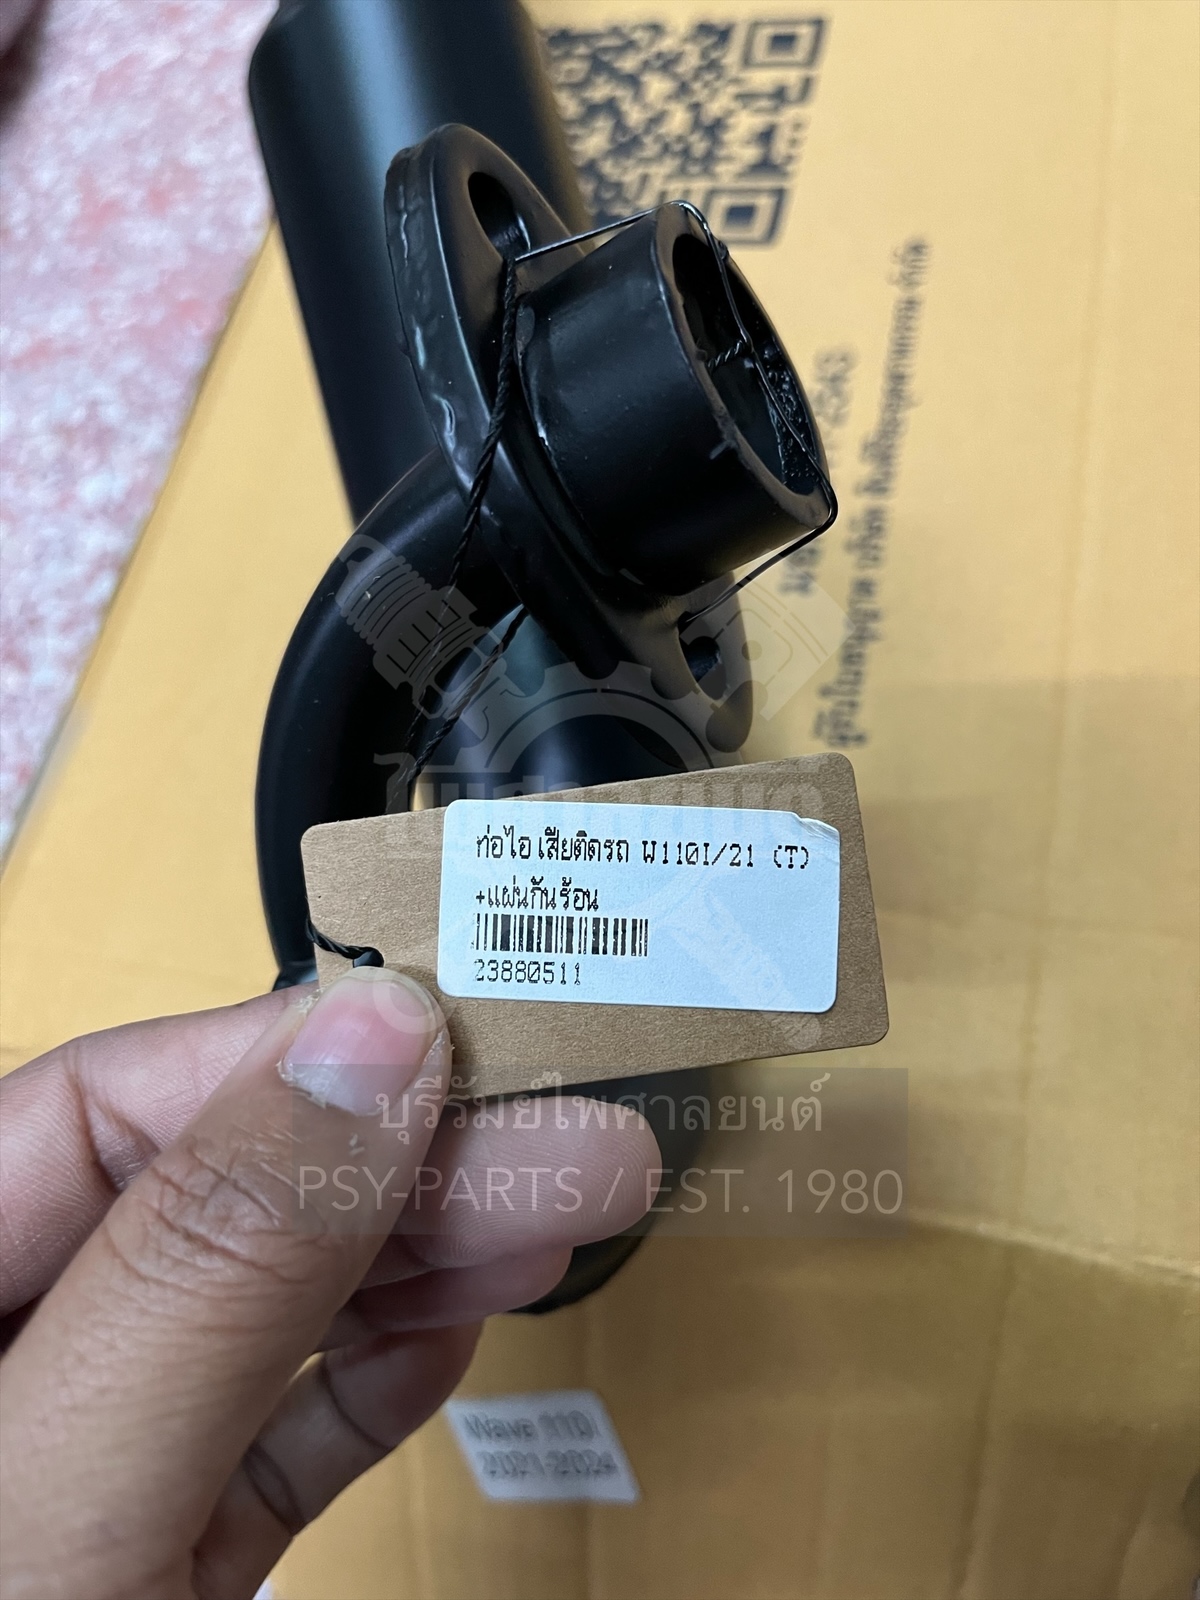 ท่อไอเสียติดรถ W110I/21 (T)
+แผ่นกันร้อน
23880511
บุรีรัมย์ไพศาลยนต์
PSY-PARTS / EST. 1980
Wave 110i
2021-2024